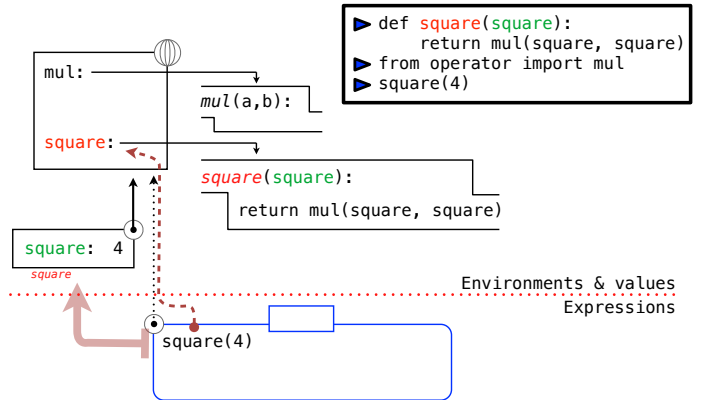 def square(square):
return mul(square, square)
from operator import mul
square(4)
mul:
mul(a,b):
square:
square(square):
return mul(square, square)
square: 4
square
Environments & values
Expressions
square(4)